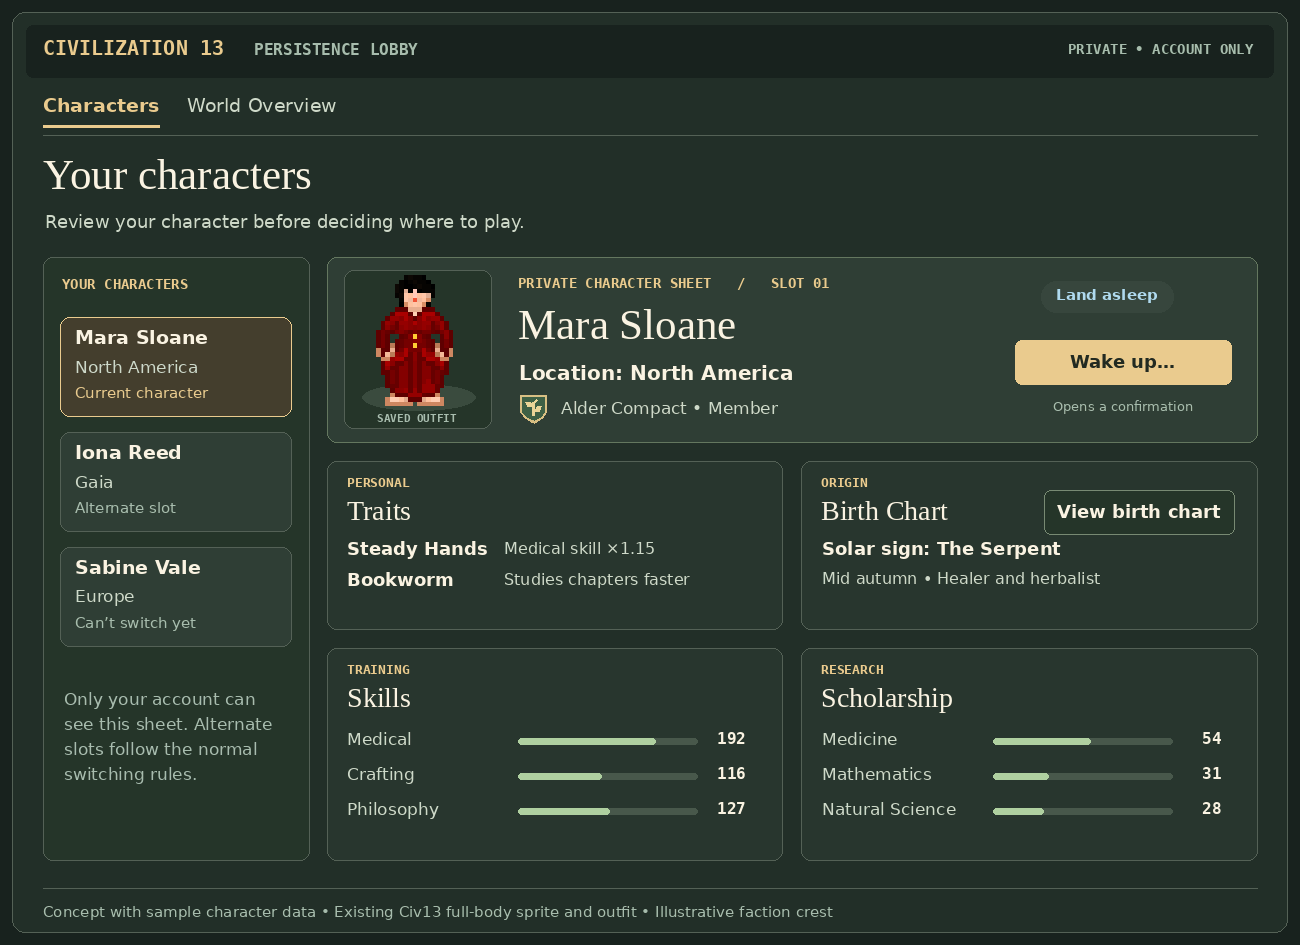 CIVILIZATION 13 PERSISTENCE LOBBY PRIVATE • ACCOUNT ONLY
Characters World Overview
Your characters
Review your character before deciding where to play.
YOUR CHARACTERS
Mara Sloane
North America
Current character
Iona Reed
Gaia
Alternate slot
Sabine Vale
Europe
Can’t switch yet
Only your account can
see this sheet. Alternate
slots follow the normal
switching rules.
SAVED OUTFIT
PRIVATE CHARACTER SHEET / SLOT 01
Mara Sloane
Location: North America
Alder Compact • Member
Land asleep
Wake up…
Opens a confirmation
PERSONAL
Traits
Steady Hands Medical skill ×1.15
Bookworm Studies chapters faster
ORIGIN
Birth Chart
View birth chart
Solar sign: The Serpent
Mid autumn • Healer and herbalist
TRAINING
Skills
Medical 192
Crafting 116
Philosophy 127
RESEARCH
Scholarship
Medicine 54
Mathematics 31
Natural Science 28
Concept with sample character data • Existing Civ13 full-body sprite and outfit • Illustrative faction crest